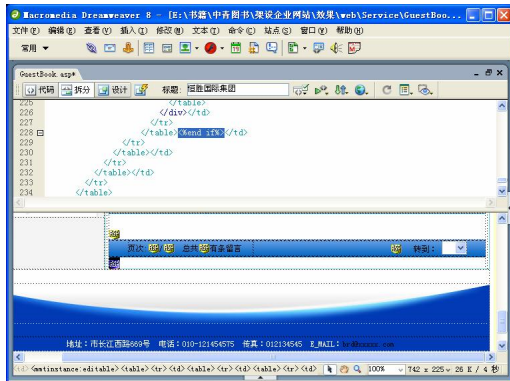 Macromedia Dreamweaver 8 - [E:\书籍\中青图书\架设企业网站\效果\web\Service\GuestBoo...
文件(F) 编辑(E) 查看(V) 插入(I) 修改(M) 文本(T) 命令(C) 站点(S) 窗口(W) 帮助(H)
常用
GuestBook.asp*
代码 拆分 设计 标题: 恒胜国际集团
225 </table>
226 </div></td>
227 </tr>
228 </table><%end if%></td>
229 </tr>
230 </table></td>
231 </tr>
232 </table></td>
233 </tr>
234 </table>
页次 / 总共 有条留言 转到:
地址:市长江西路669号 电话:010-121454575 传真:012134545 E_MAIL:
<mmtinstance:editable> <table> <tr> <td> <table> <tr> <td> <table> <tr> <td> 100% 742 x 225 26 K / 4 秒